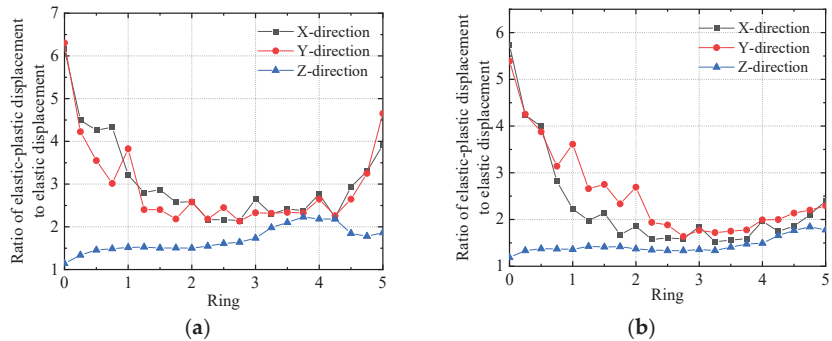 Ratio of elastic-plastic displacement
to elastic displacement
7
6
5
4
3
2
1
X-direction
Y-direction
Z-direction
0 1 2 3 4 5
Ring
(a)
Ratio of elastic-plastic displacement
to elastic displacement
6
5
4
3
2
1
X-direction
Y-direction
Z-direction
0 1 2 3 4 5
Ring
(b)